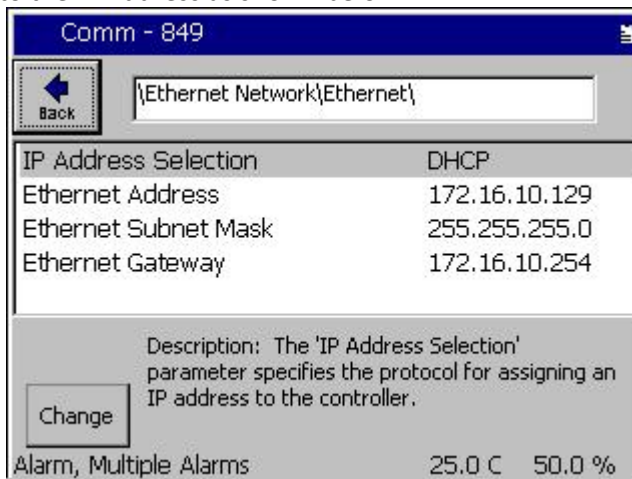 Comm - 849
Back
\Ethernet Network\Ethernet\
IP Address Selection DHCP
Ethernet Address 172.16.10.129
Ethernet Subnet Mask 255.255.255.0
Ethernet Gateway 172.16.10.254
Description: The 'IP Address Selection'
parameter specifies the protocol for assigning an
IP address to the controller.
Change
Alarm, Multiple Alarms 25.0 C 50.0 %